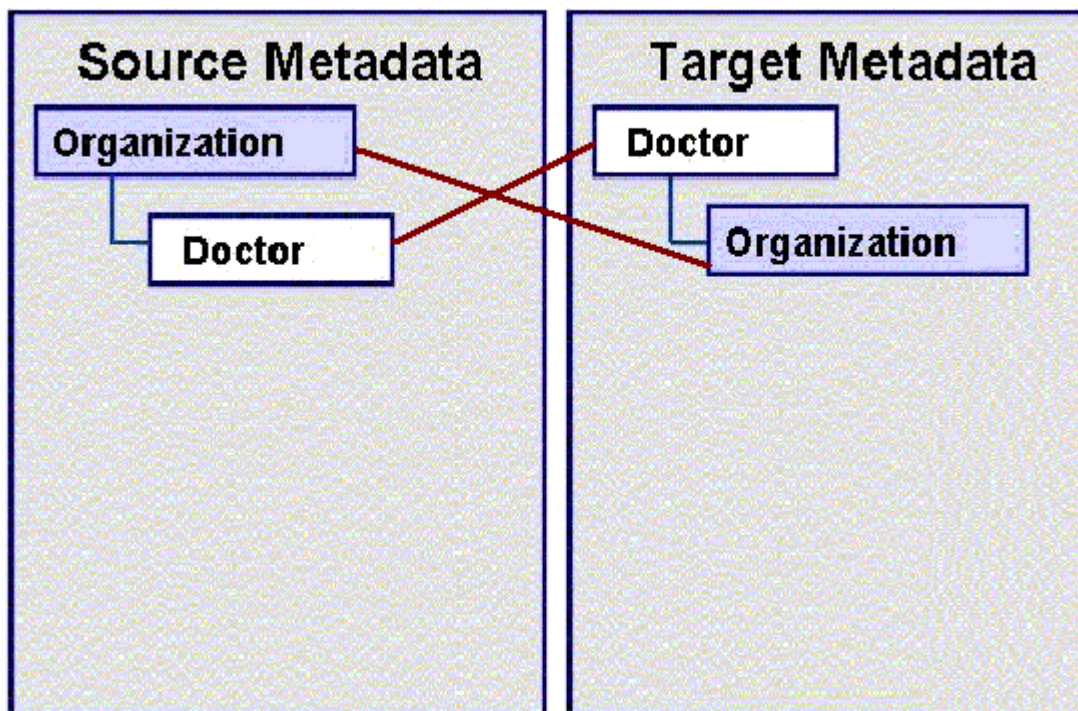 Source Metadata
Organization
Doctor
Target Metadata
Doctor
Organization